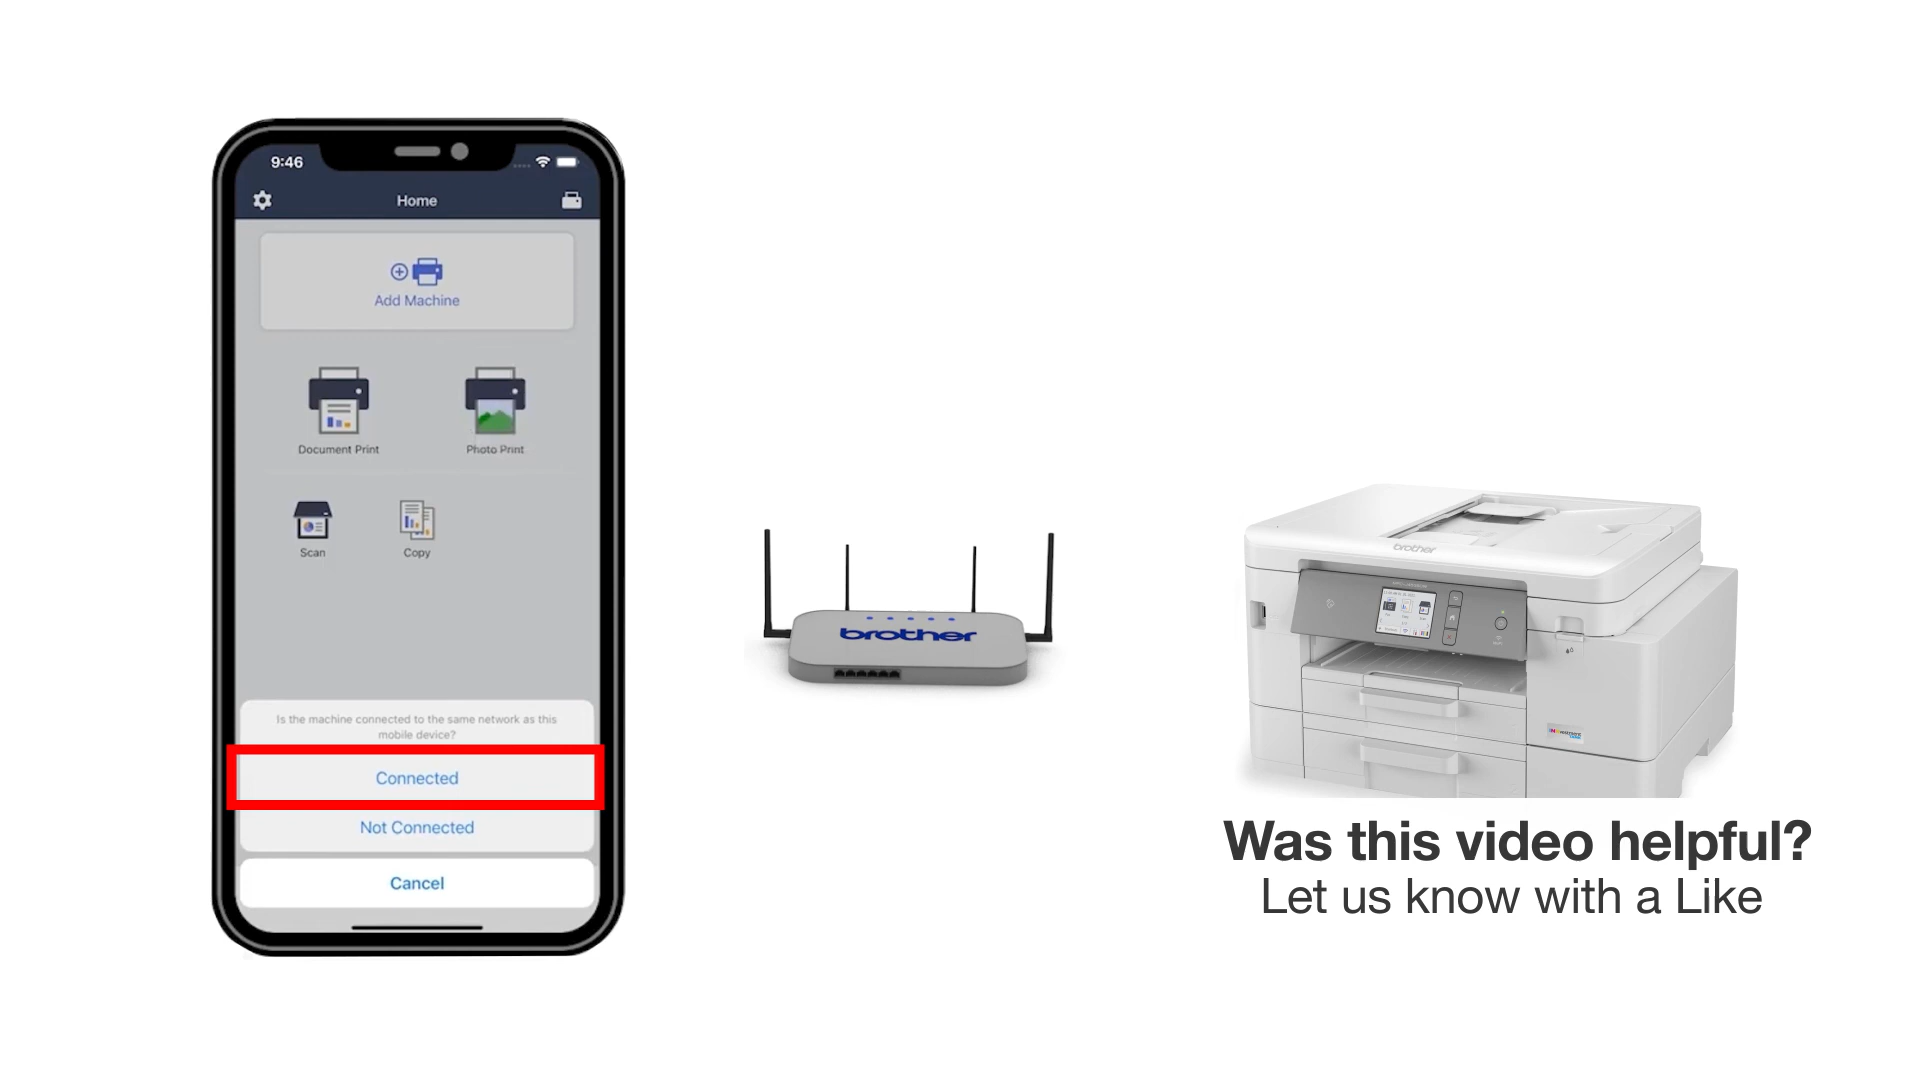 9:46
Home
Add Machine
Document Print
Photo Print
Scan
Copy
Is the machine connected to the same network as this
mobile device?
Connected
Not Connected
Cancel
brother
brother
Was this video helpful?
Let us know with a Like